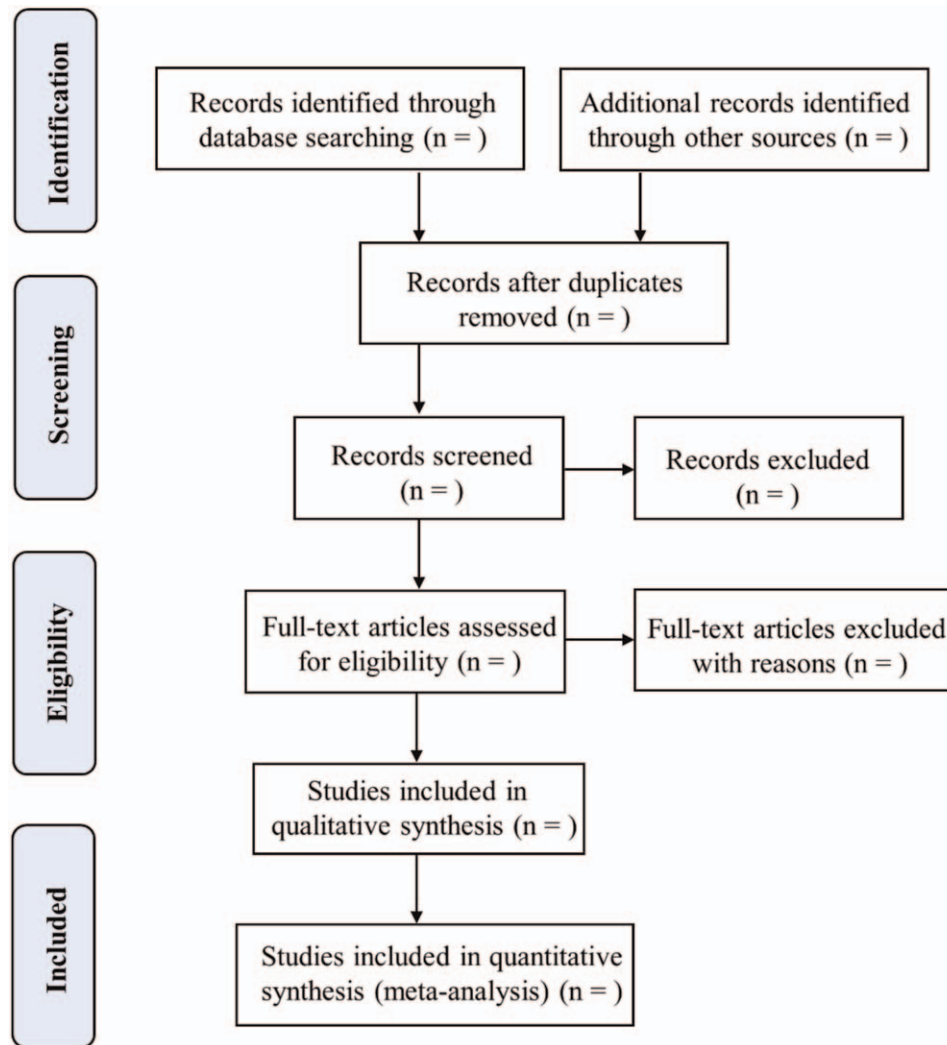 Identification
Records identified through
database searching (n = )
Additional records identified
through other sources (n = )
Records after duplicates
removed (n = )
Screening
Records screened
(n = )
Records excluded
(n = )
Eligibility
Full-text articles assessed
for eligibility (n = )
Full-text articles excluded
with reasons (n = )
Studies included in
qualitative synthesis (n = )
Included
Studies included in quantitative
synthesis (meta-analysis) (n = )